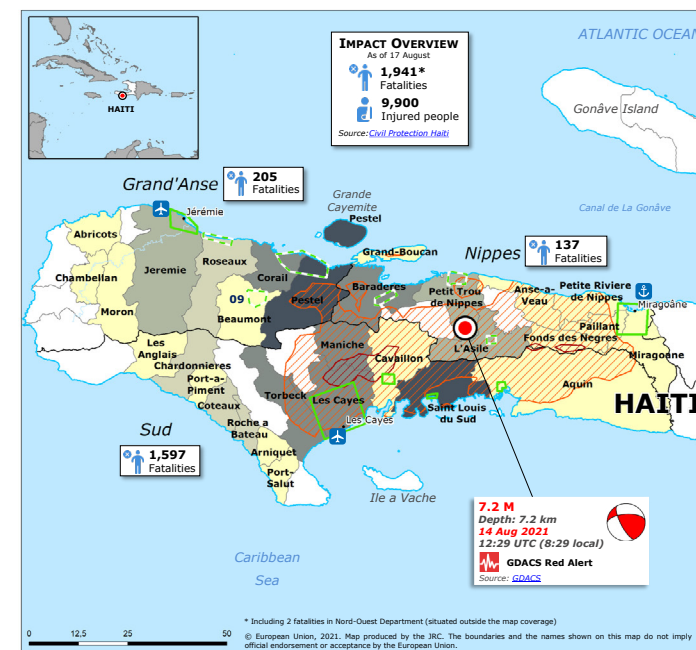 ATLANTIC OCEAN
IMPACT OVERVIEW
As of 17 August
1,941*
Fatalities
9,900
Injured people
Source: Civil Protection Haiti
HAITI
Gonâve Island
205
Fatalities
Grand'Anse
Grande
Cayemite
Pestel
Canal de La Gonâve
Jérémie
Abricots
Roseaux
Grand-Boucan
Nippes
137
Fatalities
Chambellan
Jeremie
Corail
Baraderes
Petit Trou
de Nippes
Anse-a-
Veau
Petite Riviere
de Nippes
Miragoâne
Moron
09
Beaumont
Pestel
Paillant
Fonds des Negres
Miragoane
Les
Anglais
Chardonnieres
Maniche
Cavaillon
L'Asile
Port-a-
Piment
Aquin
Coteaux
Torbeck
Les Cayes
HAITI
Roche a
Bateau
Les Cayes
Saint Louis
du Sud
Sud
1,597
Fatalities
Arniquet
Port-
Salut
Ile a Vache
7.2 M
Depth: 7.2 km
14 Aug 2021
12:29 UTC (8:29 local)
GDACS Red Alert
Source: GDACS
Caribbean
Sea
* Including 2 fatalities in Nord-Ouest Department (situated outside the map coverage)
0 12.5 25 50
© European Union, 2021. Map produced by the JRC. The boundaries and the names shown on this map do not imply
official endorsement or acceptance by the European Union.